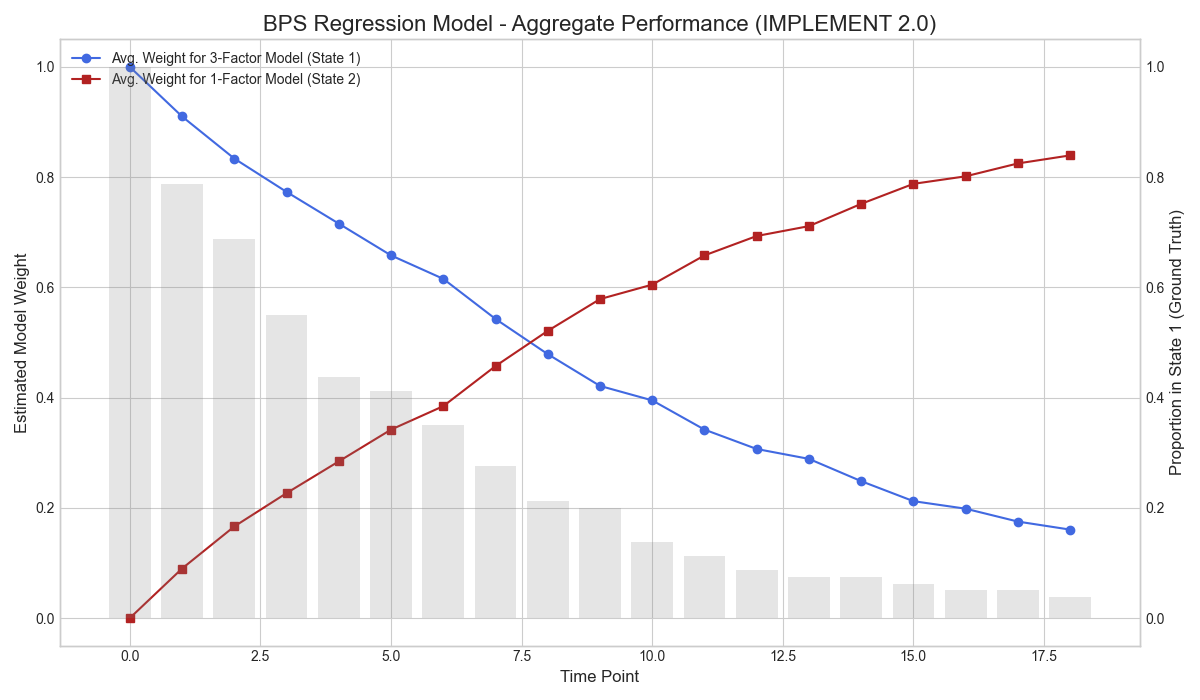 BPS Regression Model - Aggregate Performance (IMPLEMENT 2.0)
Avg. Weight for 3-Factor Model (State 1)
Avg. Weight for 1-Factor Model (State 2)
Estimated Model Weight
1.0
0.8
0.6
0.4
0.2
0.0
1.0
0.8
0.6
0.4
0.2
0.0
Proportion in State 1 (Ground Truth)
0.0 2.5 5.0 7.5 10.0 12.5 15.0 17.5
Time Point